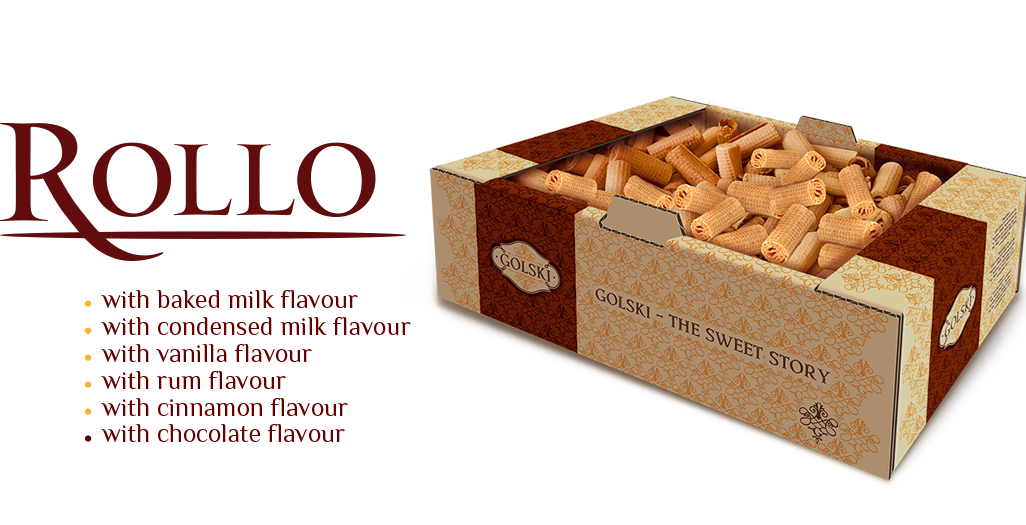 ROLLO
with baked milk flavour
with condensed milk flavour
with vanilla flavour
with rum flavour
with cinnamon flavour
with chocolate flavour
GOLSKI
GOLSKI – THE SWEET STORY
GOLSKI